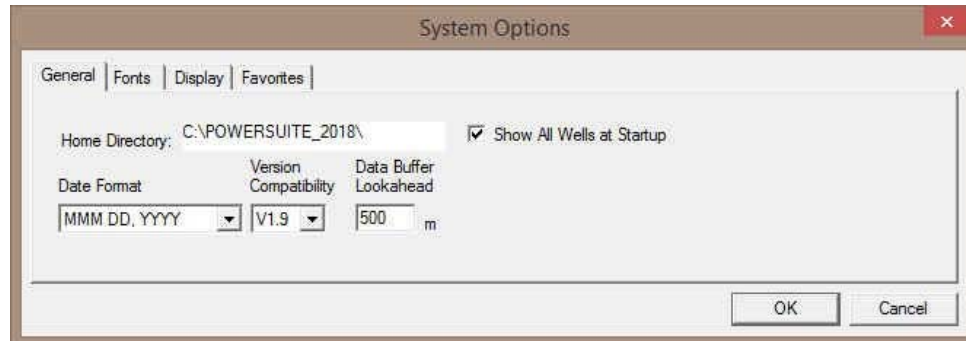 System Options
General Fonts Display Favorites
Home Directory: C:\POWERSUITE_2018\ Show All Wells at Startup
Date Format
Version Compatibility
Data Buffer Lookahead
MMM DD, YYYY V1.9 500 m
OK Cancel